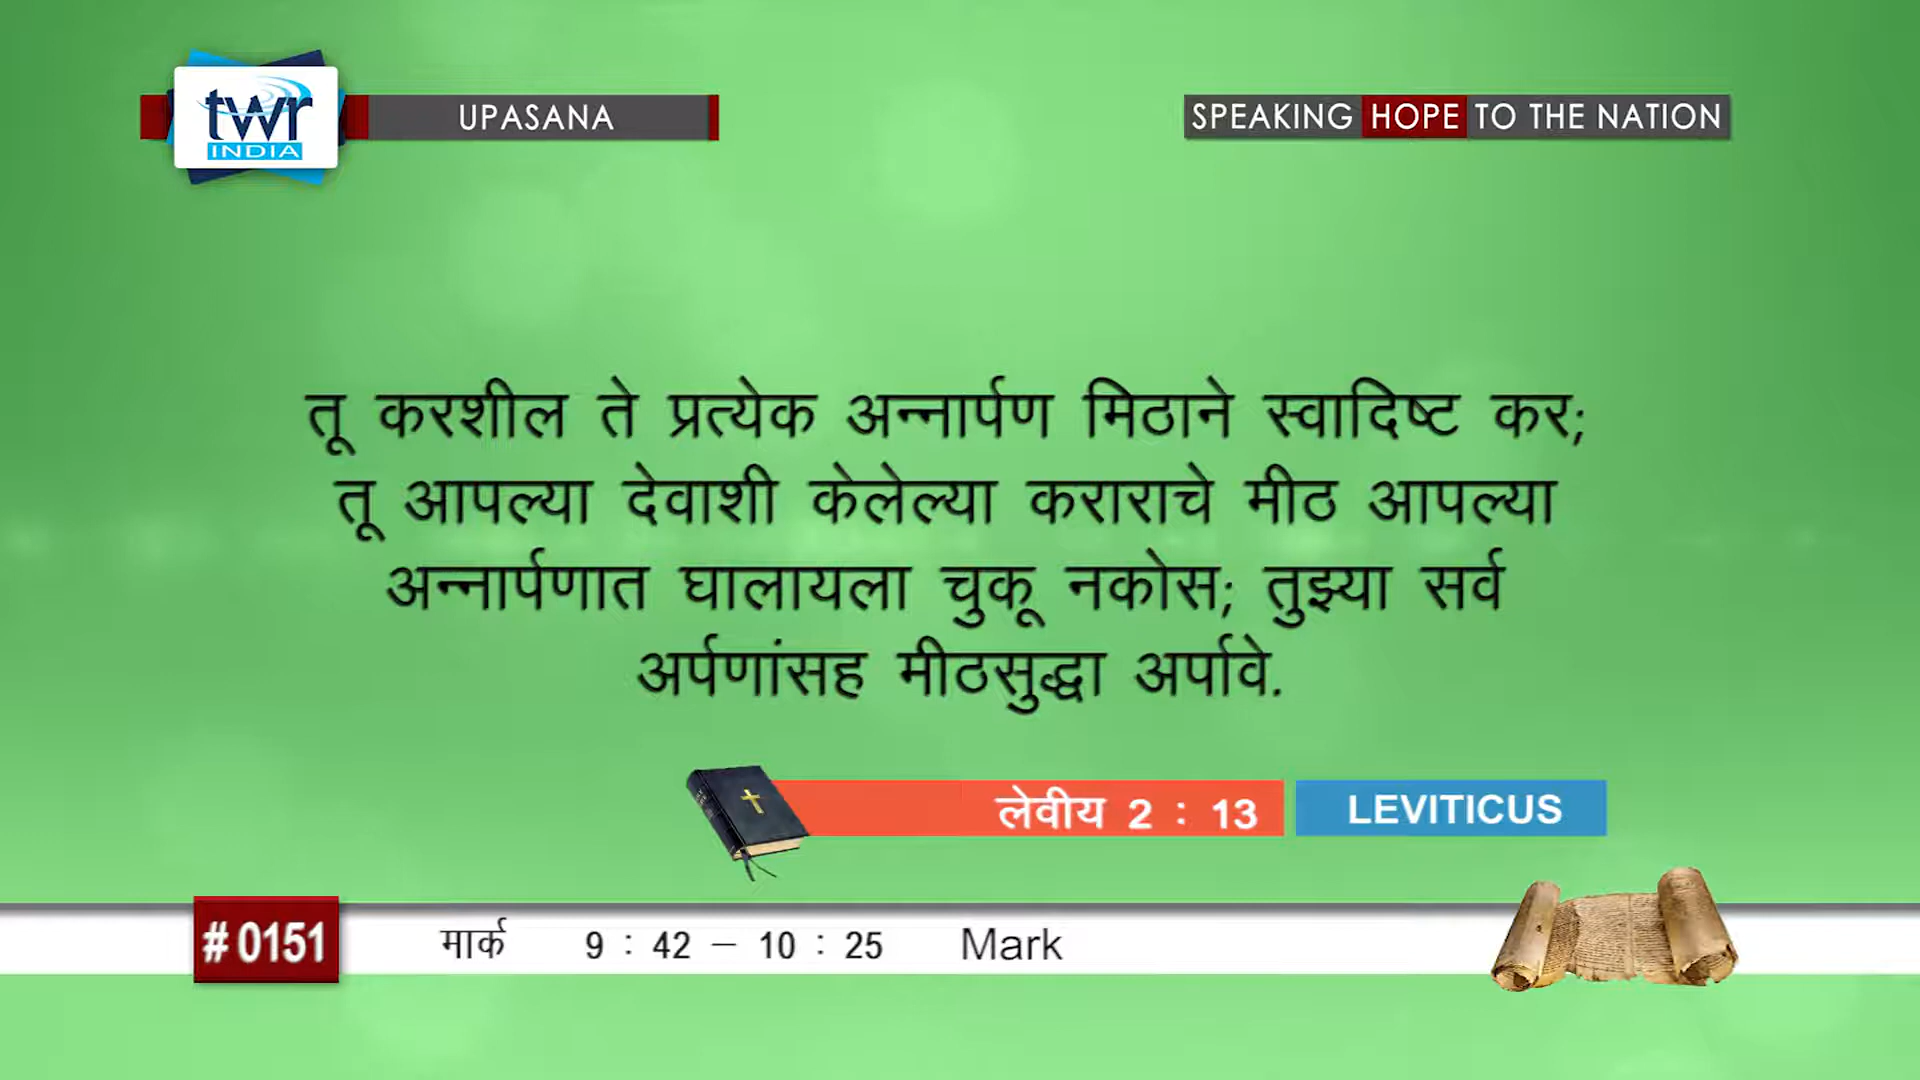 twr
INDIA
UPASANA
SPEAKING HOPE TO THE NATION
तू करशील ते प्रत्येक अन्नार्पण मिठाने स्वादिष्ट कर;
तू आपल्या देवाशी केलेल्या कराराचे मीठ आपल्या
अन्नार्पणात घालायला चुकू नकोस; तुझ्या सर्व
अर्पणांसह मीठसुद्धा अर्पावे.
लेवीय 2 : 13
LEVITICUS
# 0151
मार्क 9 : 42 – 10 : 25 Mark